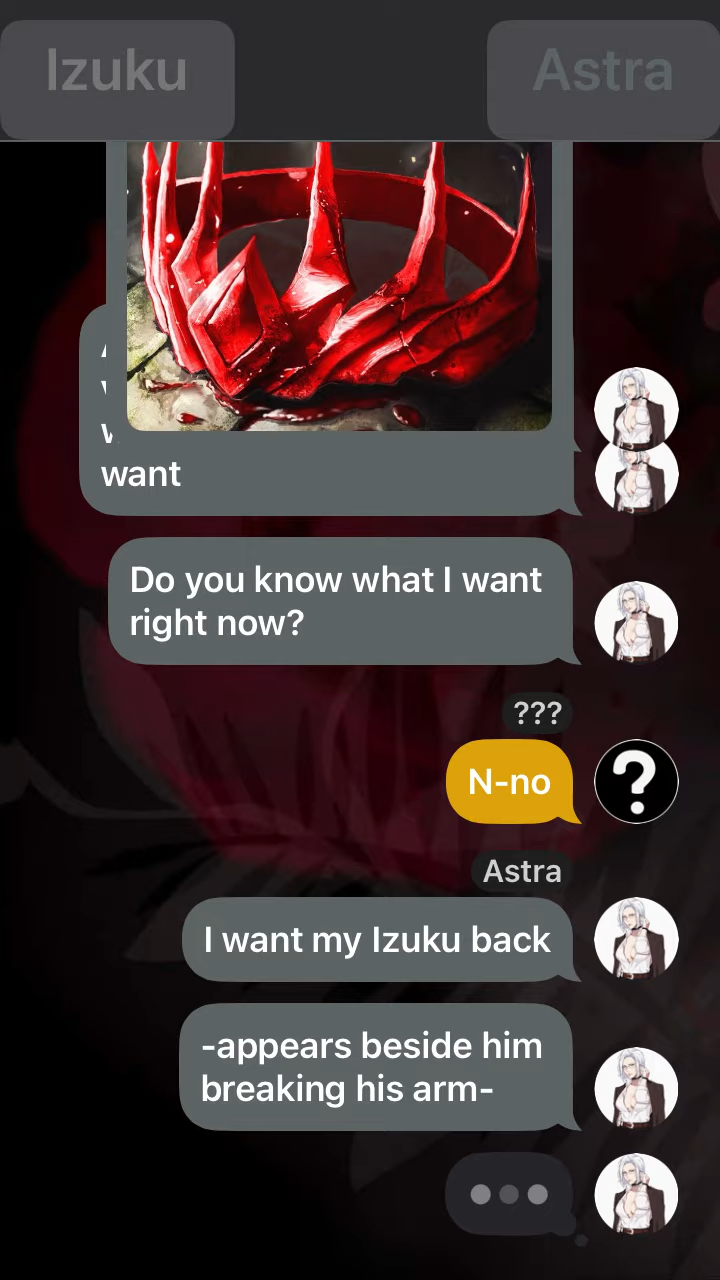 Izuku
Astra
want
Do you know what I want
right now?
???
N-no
?
Astra
I want my Izuku back
-appears beside him
breaking his arm-